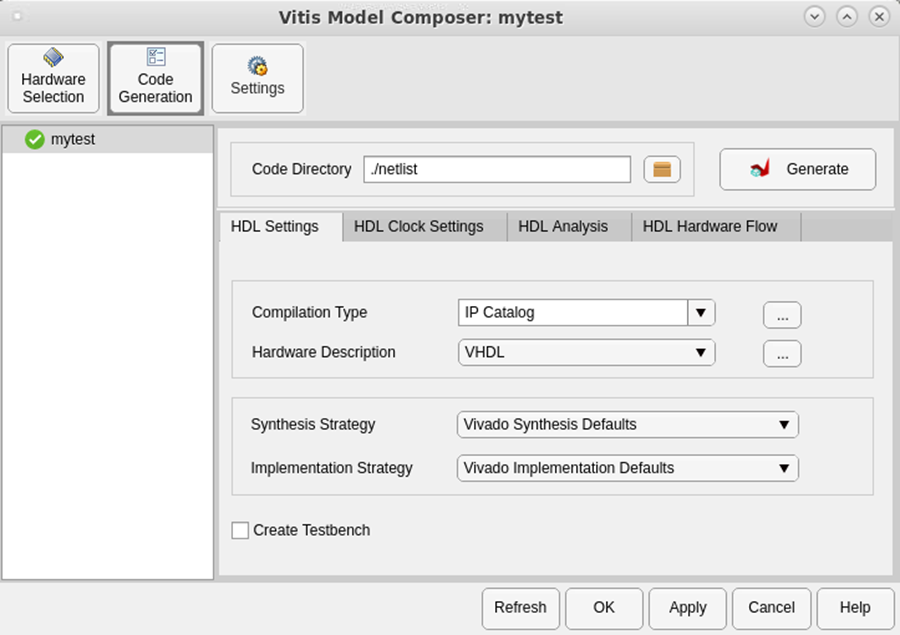 Vitis Model Composer: mytest
Hardware
Selection
Code
Generation
Settings
mytest
Code Directory ./netlist Generate
HDL Settings HDL Clock Settings HDL Analysis HDL Hardware Flow
Compilation Type IP Catalog ...
Hardware Description VHDL ...
Synthesis Strategy Vivado Synthesis Defaults
Implementation Strategy Vivado Implementation Defaults
Create Testbench
Refresh OK Apply Cancel Help